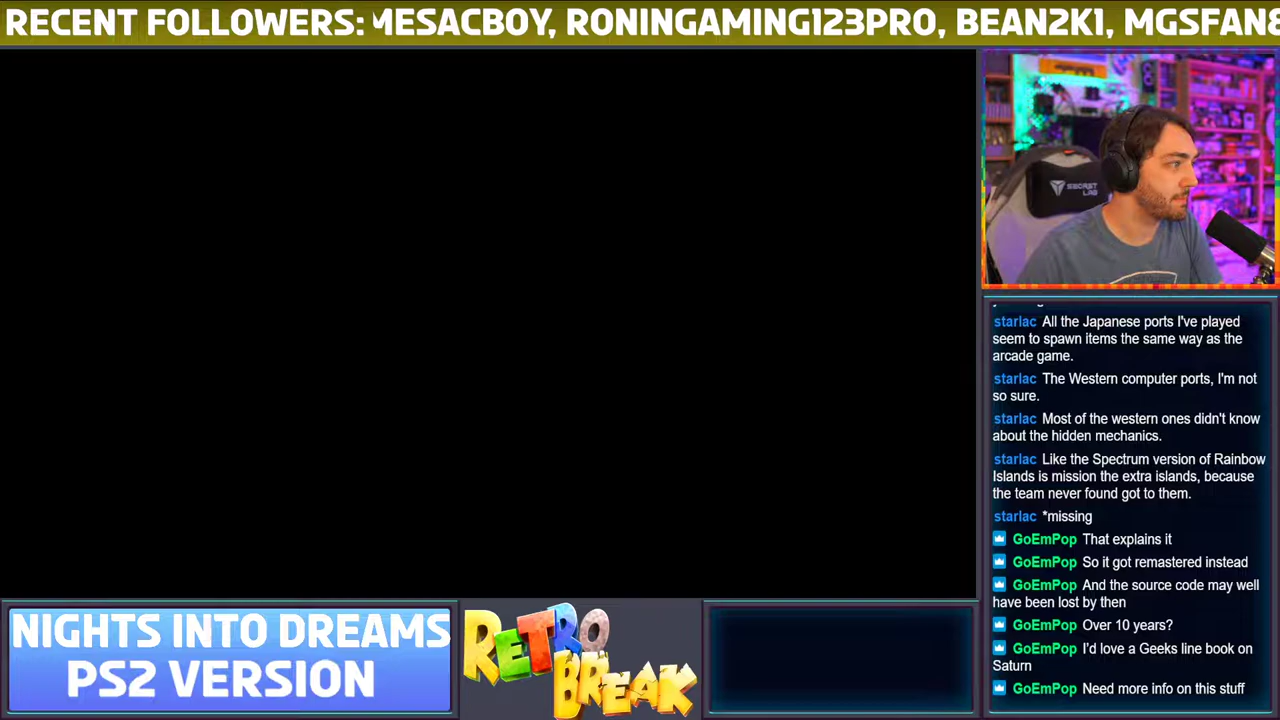 RECENT FOLLOWERS: MESACBOY, RONINGAMING123PRO, BEAN2K1, MGSFAN8
SECRET
LAB
starlac All the Japanese ports I've played
seem to spawn items the same way as the
arcade game.
starlac The Western computer ports, I'm not
so sure.
starlac Most of the western ones didn't know
about the hidden mechanics.
starlac Like the Spectrum version of Rainbow
Islands is mission the extra islands, because
the team never found got to them.
starlac *missing
GoEmPop That explains it
GoEmPop So it got remastered instead
GoEmPop And the source code may well
have been lost by then
GoEmPop Over 10 years?
GoEmPop I'd love a Geeks line book on
Saturn
GoEmPop Need more info on this stuff
NIGHTS INTO DREAMS
PS2 VERSION
RETRO
BREAK